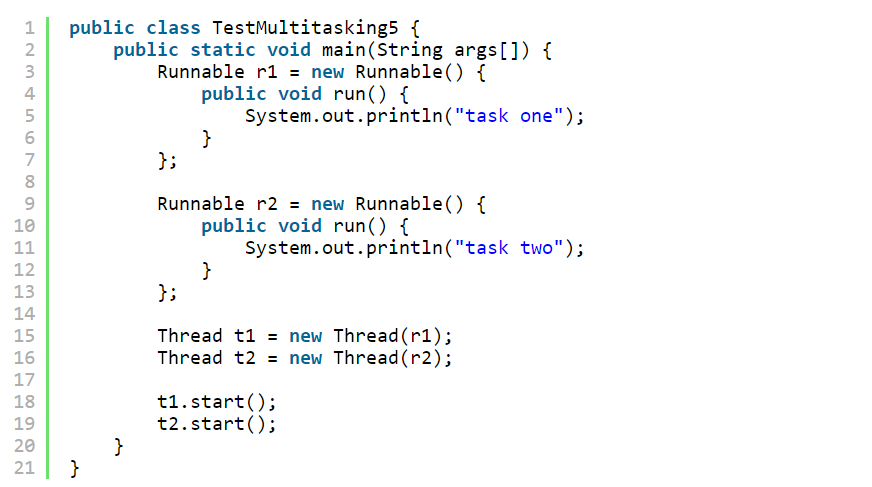 1 public class TestMultitasking5 {
2     public static void main(String args[]) {
3         Runnable r1 = new Runnable() {
4             public void run() {
5                 System.out.println("task one");
6             }
7         };
8
9         Runnable r2 = new Runnable() {
10             public void run() {
11                 System.out.println("task two");
12             }
13         };
14
15         Thread t1 = new Thread(r1);
16         Thread t2 = new Thread(r2);
17
18         t1.start();
19         t2.start();
20     }
21 }